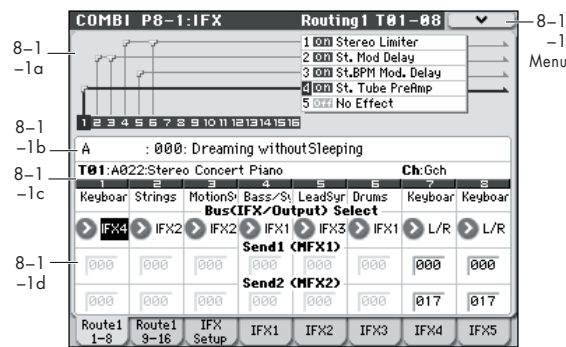 COMBI P8-1:IFX Routing1 T01-08
8-1
-1
Menu
8-1
-1a
1 on Stereo Limiter
2 on St. Mod Delay
3 on St.BPM Mod. Delay
4 on St. Tube PreAmp
5 Off No Effect
1 2 3 4 5 6 7 8 9 10 11 12 13 14 15 16
8-1
-1b
A : 000: Dreaming withoutSleeping
8-1
-1c
T01:A022:Stereo Concert Piano Ch:Gch
1 2 3 4 5 6 7 8
Keyboar Strings MotionS Bass/Sy LeadSyr Drums Keyboar Keyboar
Bus(IFX/Output) Select
IFX4 IFX2 IFX2 IFX1 IFX3 IFX1 L/R L/R
Send1 (MFX1)
8-1
-1d
000 000 000 000 000 000 000 000
Send2 (MFX2)
000 000 000 000 000 000 017 017
Route1 1-8 Route1 9-16 IFX Setup IFX1 IFX2 IFX3 IFX4 IFX5